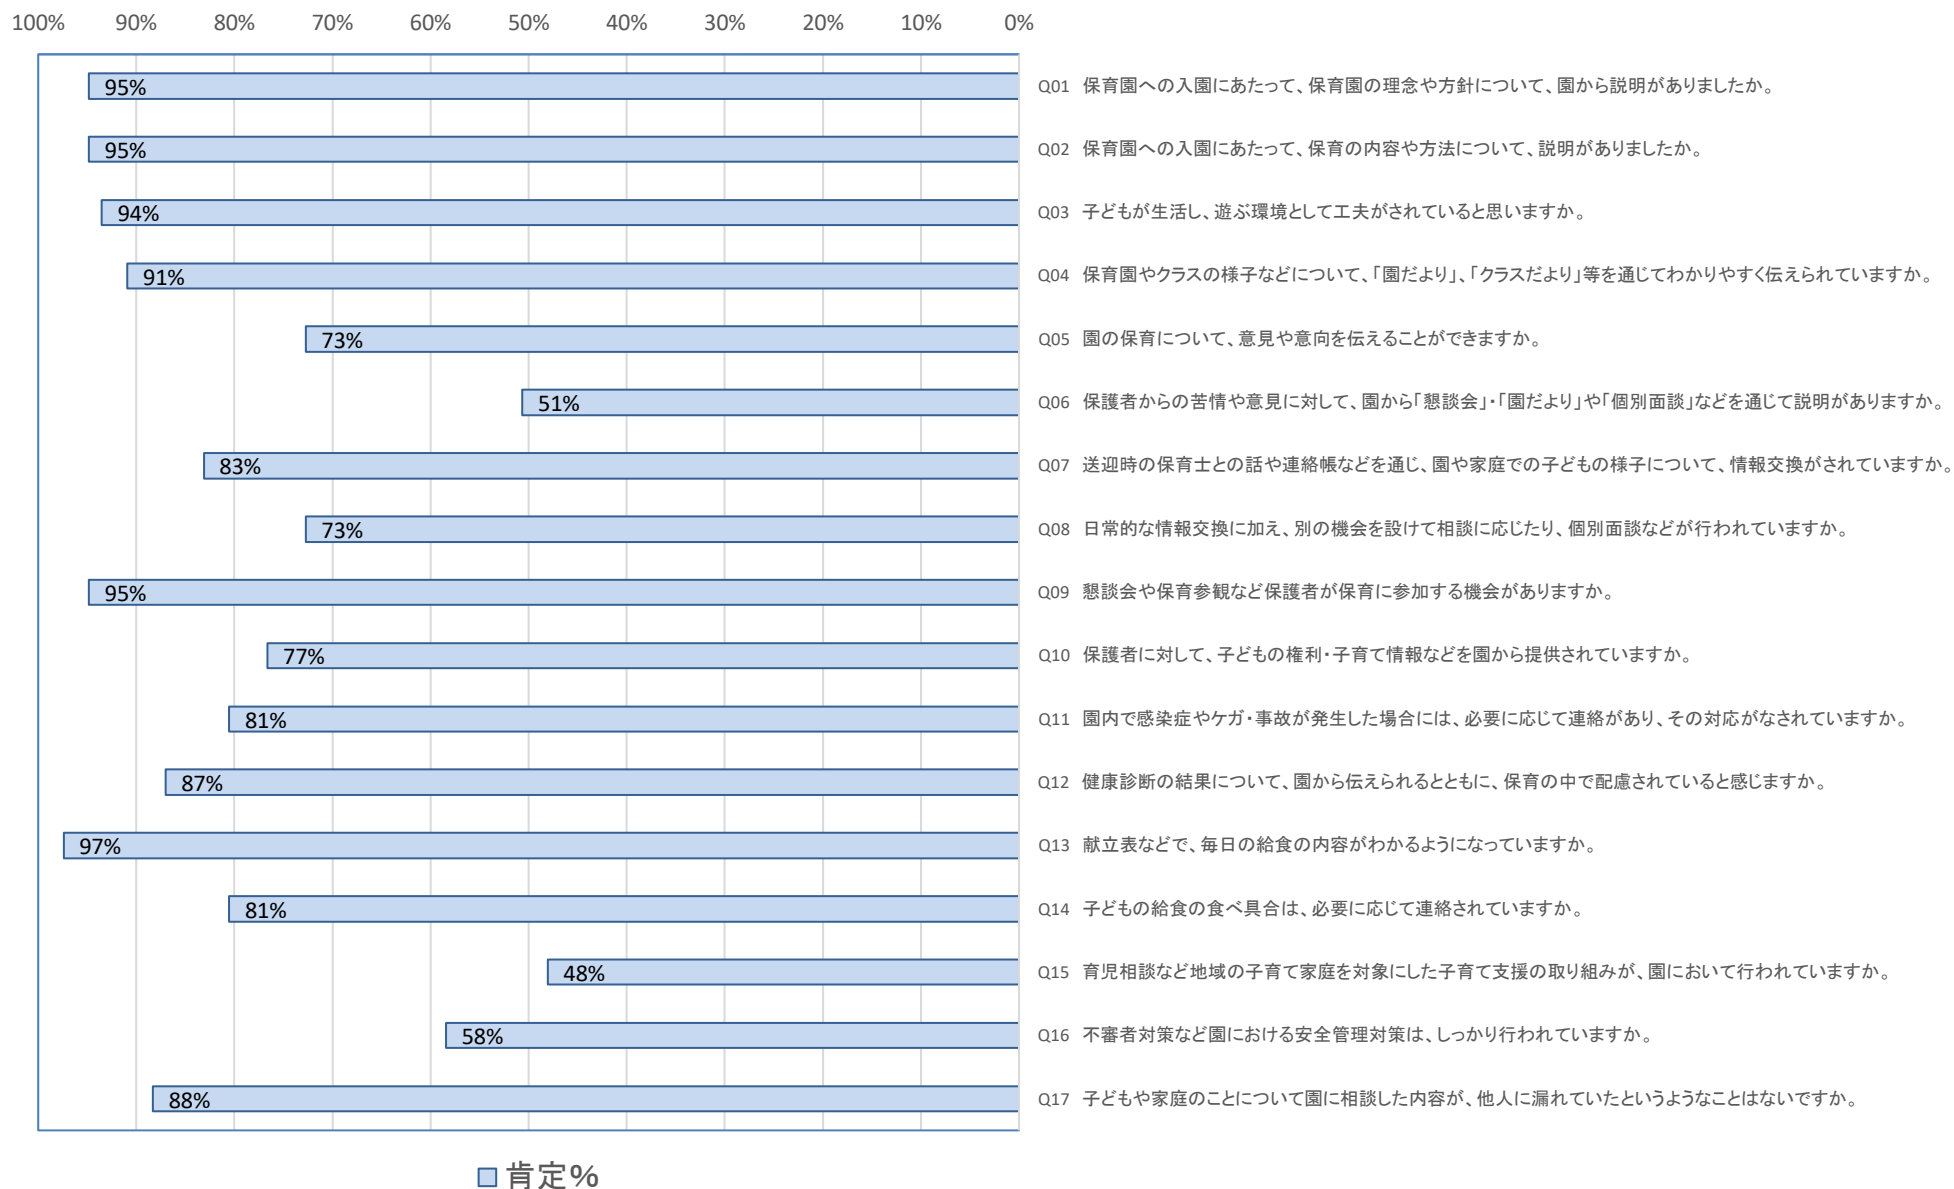 100% 90% 80% 70% 60% 50% 40% 30% 20% 10% 0%
95% Q01 保育園への入園にあたって、保育園の理念や方針について、園から説明がありましたか。
95% Q02 保育園への入園にあたって、保育の内容や方法について、説明がありましたか。
94% Q03 子どもが生活し、遊ぶ環境として工夫がされていると思いますか。
91% Q04 保育園やクラスの様子などについて、「園だより」、「クラスだより」等を通じてわかりやすく伝えられていますか。
73% Q05 園の保育について、意見や意向を伝えることができますか。
51% Q06 保護者からの苦情や意見に対して、園から「懇談会」・「園だより」や「個別面談」などを通じて説明がありますか。
83% Q07 送迎時の保育士との話や連絡帳などを通じ、園や家庭での子どもの様子について、情報交換がされていますか。
73% Q08 日常的な情報交換に加え、別の機会を設けて相談に応じたり、個別面談などが行われていますか。
95% Q09 懇談会や保育参観など保護者が保育に参加する機会がありますか。
77% Q10 保護者に対して、子どもの権利・子育て情報などを園から提供されていますか。
81% Q11 園内で感染症やケガ・事故が発生した場合には、必要に応じて連絡があり、その対応がなされていますか。
87% Q12 健康診断の結果について、園から伝えられるとともに、保育の中で配慮されていると感じますか。
97% Q13 献立表などで、毎日の給食の内容がわかるようになっていますか。
81% Q14 子どもの給食の食べ具合は、必要に応じて連絡されていますか。
48% Q15 育児相談など地域の子育て家庭を対象にした子育て支援の取り組みが、園において行われていますか。
58% Q16 不審者対策など園における安全管理対策は、しっかり行われていますか。
88% Q17 子どもや家庭のことについて園に相談した内容が、他人に漏れていたというようなことはないですか。
肯定%